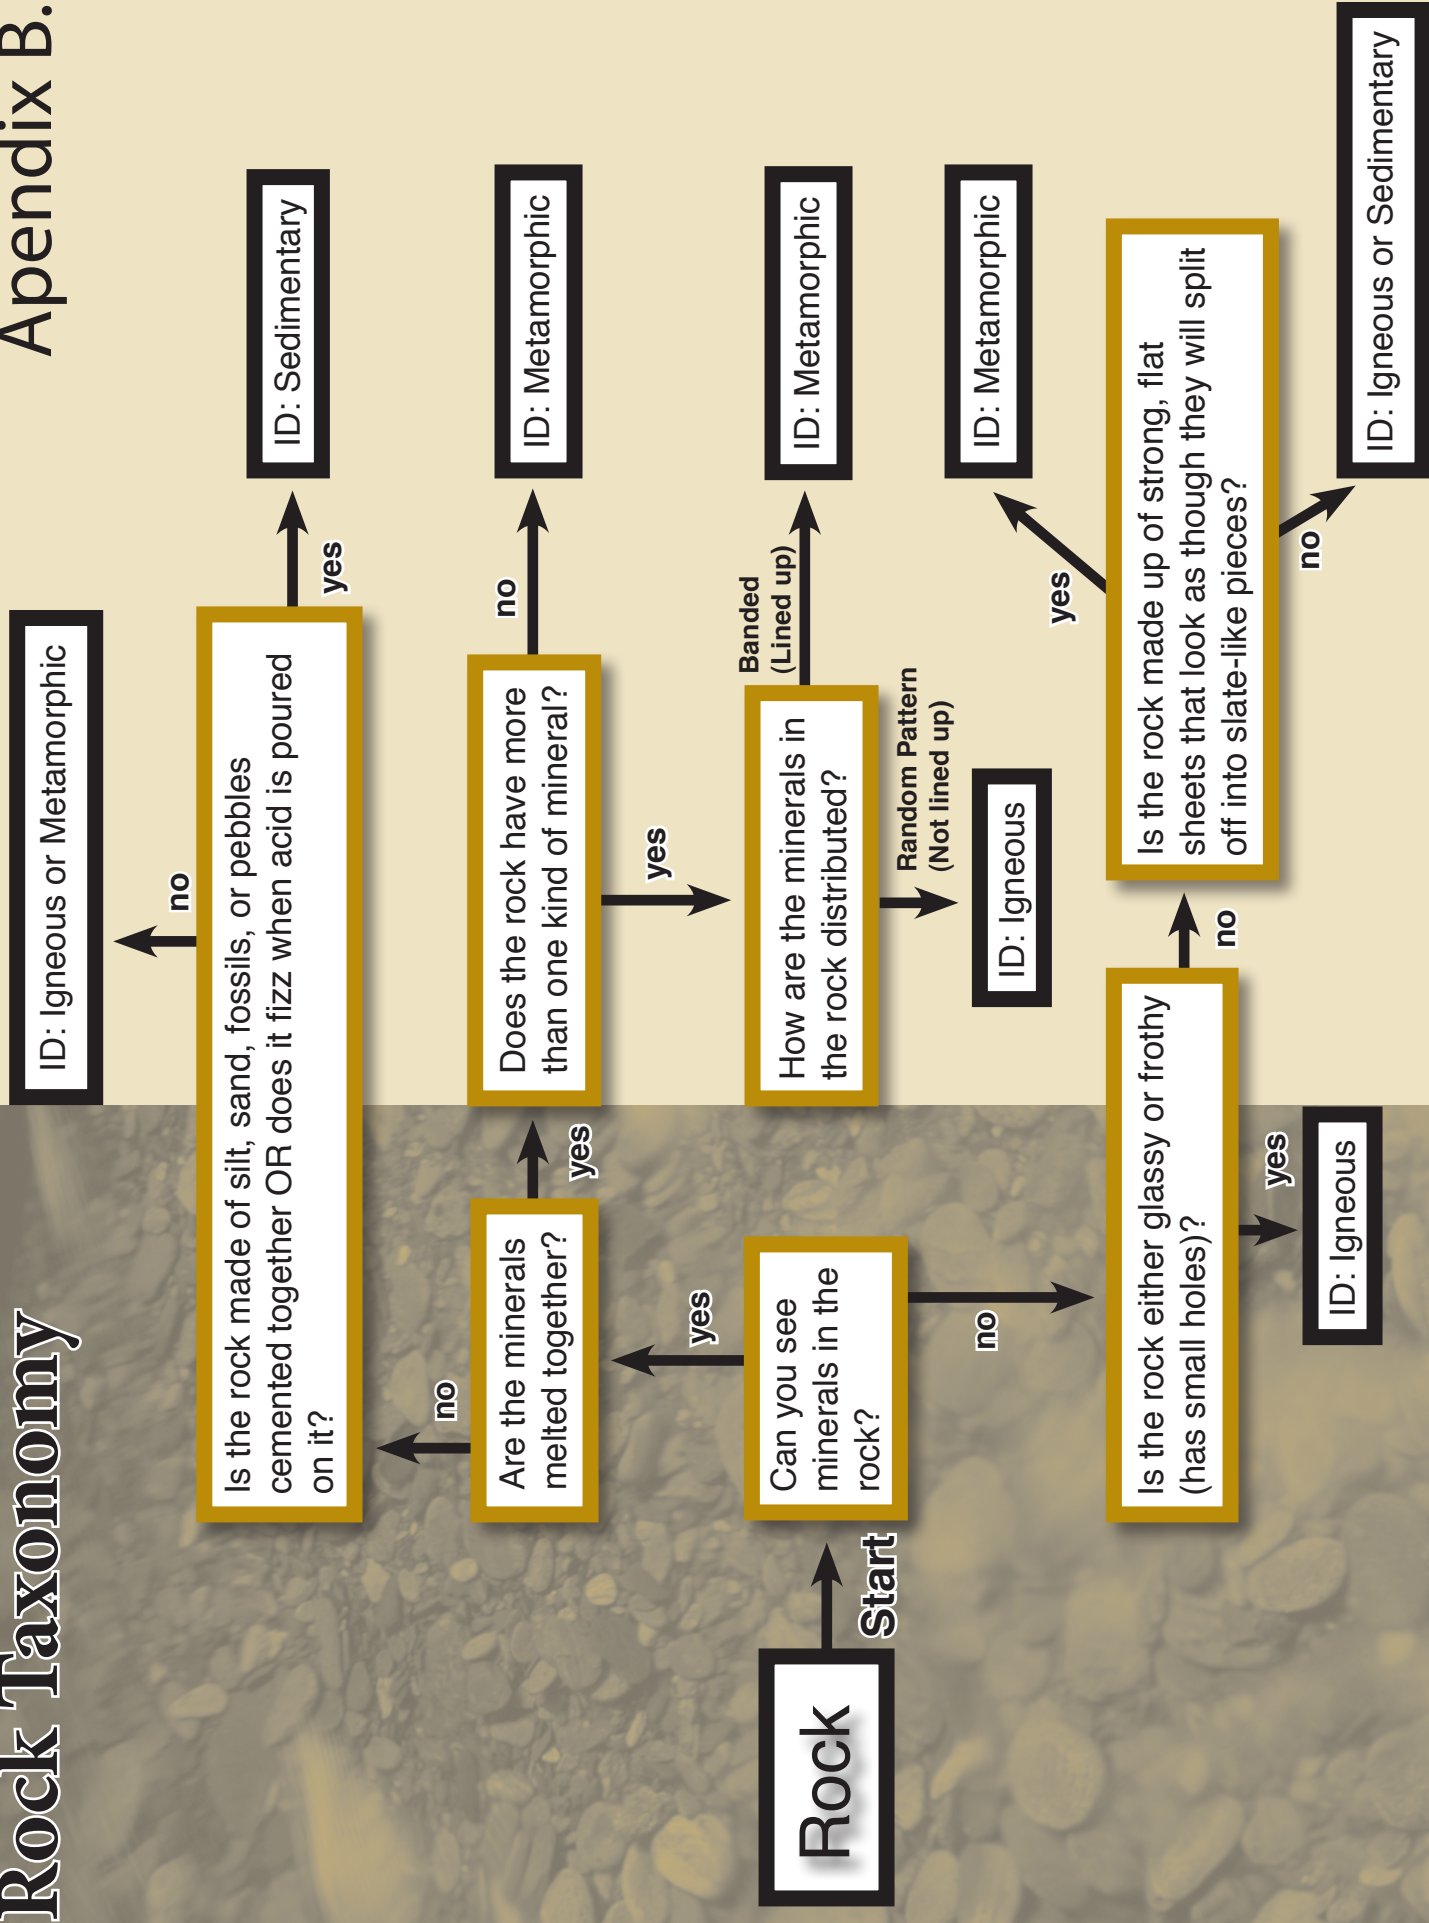 Rock Taxonomy
Apendix B.
ID: Igneous or Metamorphic
no
Is the rock made of silt, sand, fossils, or pebbles
cemented together OR does it fizz when acid is poured
on it?
yes
ID: Sedimentary
no
Are the minerals
melted together?
yes
Does the rock have more
than one kind of mineral?
no
ID: Metamorphic
yes
yes
Rock
Start
Can you see
minerals in the
rock?
How are the minerals in
the rock distributed?
Banded
(Lined up)
ID: Metamorphic
Random Pattern
(Not lined up)
ID: Igneous
no
Is the rock either glassy or frothy
(has small holes)?
yes
ID: Igneous
no
Is the rock made up of strong, flat
sheets that look as though they will split
off into slate-like pieces?
yes
ID: Metamorphic
no
ID: Igneous or Sedimentary